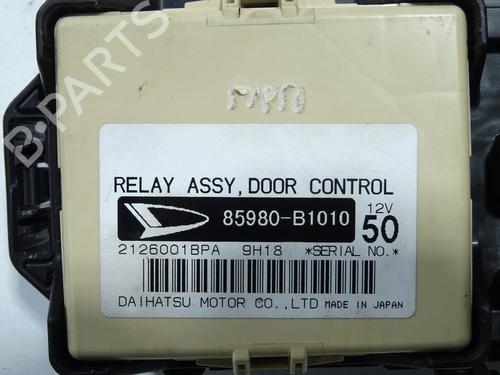 B-PARTS
RELAY ASSY, DOOR CONTROL
85980-B1010
12V
50
2126001BPA 9H18 *SERIAL NO.*
DAIHATSU MOTOR CO.,LTD MADE IN JAPAN